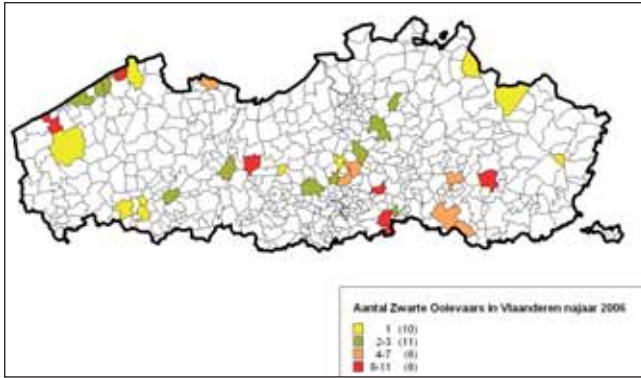 Aantal Zwarte Ooievaars in Vlaanderen najaar 2006
1 (10)
2-3 (11)
4-7 (6)
8-11 (6)